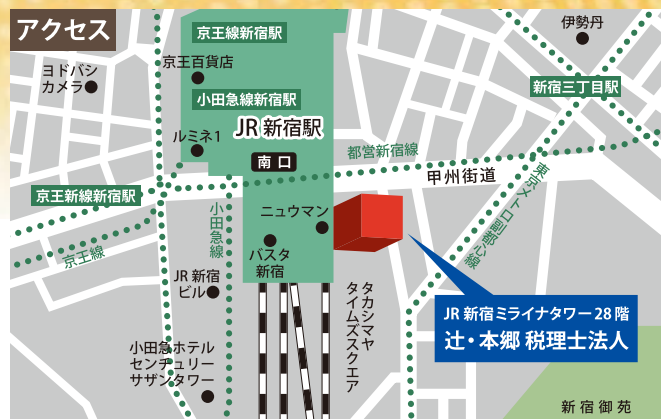 アクセス
京王線新宿駅
伊勢丹
ヨドバシ
カメラ
京王百貨店
小田急線新宿駅
新宿三丁目駅
JR 新宿駅
ルミネ1
南口
都営新宿線
甲州街道
東京メトロ副都心線
京王新線新宿駅
小田急線
ニュウマン
京王線
バスタ
新宿
JR 新宿
ビル
タカシマヤ
タイムズスクエア
JR 新宿ミライナタワー 28 階
辻・本郷 税理士法人
小田急ホテル
センチュリー
サザンタワー
新宿御苑